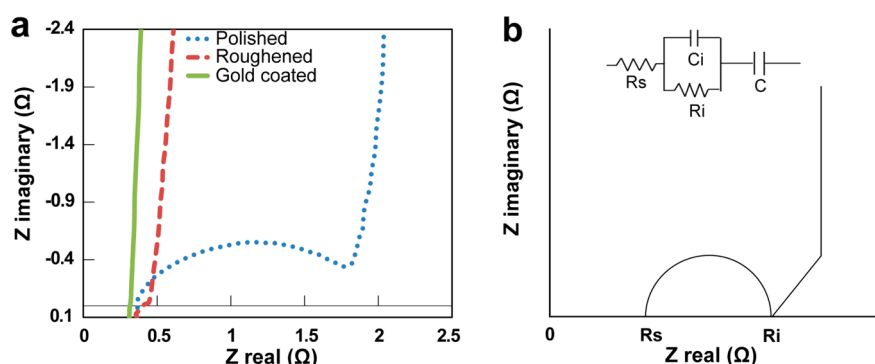 a
-2.4
-1.9
-1.4
-0.9
-0.4
0.1
Z imaginary (Ω)
Polished
Roughened
Gold coated
0 0.5 1 1.5 2 2.5
Z real (Ω)
b
Z imaginary (Ω)
Ci
Rs
C
Ri
0 Rs Ri
Z real (Ω)